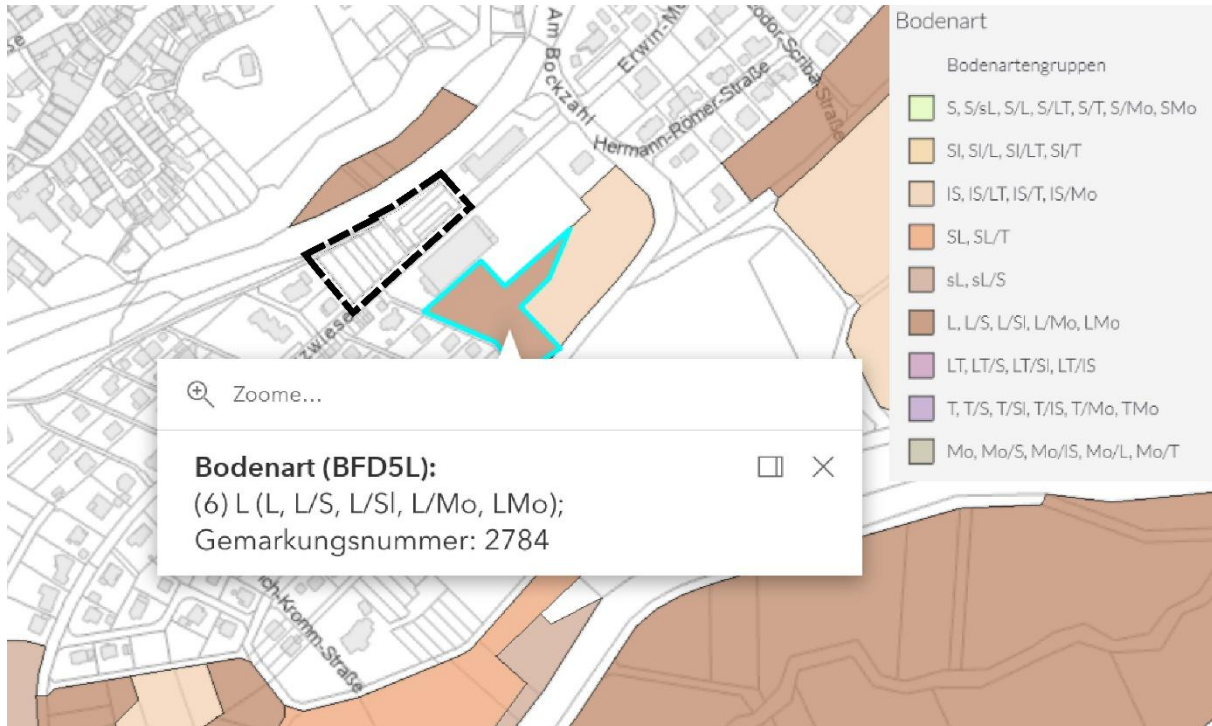 Am Bockzahl
Erwin-M
odor-Scriba-Straße
Hermann-Römer-Straße
zwiese
ich-Kromm-Straße
Zoome...
Bodenart (BFD5L):
(6) L (L, L/S, L/Sl, L/Mo, LMo);
Gemarkungsnummer: 2784
Bodenart
Bodenartengruppen
S, S/sL, S/L, S/LT, S/T, S/Mo, SMo
Sl, Sl/L, Sl/LT, Sl/T
lS, lS/LT, lS/T, lS/Mo
SL, SL/T
sL, sL/S
L, L/S, L/Sl, L/Mo, LMo
LT, LT/S, LT/Sl, LT/lS
T, T/S, T/Sl, T/lS, T/Mo, TMo
Mo, Mo/S, Mo/lS, Mo/L, Mo/T